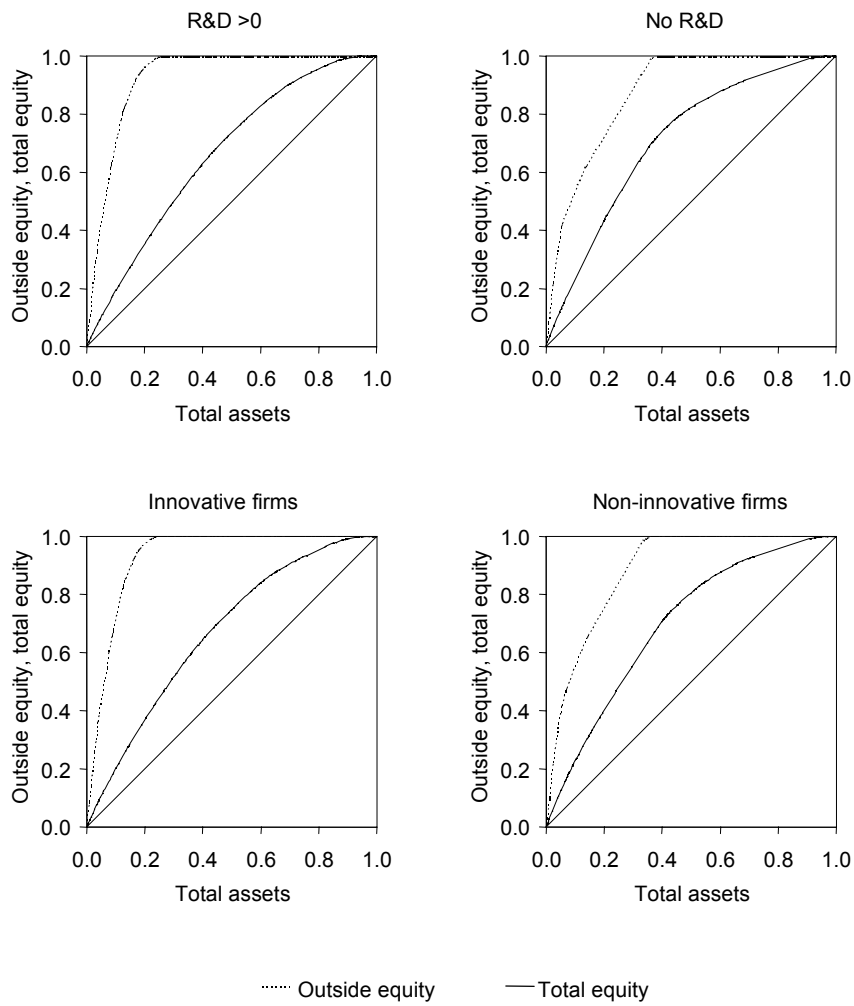 R&D >0
Outside equity, total equity
1.0
0.8
0.6
0.4
0.2
0.0
0.0 0.2 0.4 0.6 0.8 1.0
Total assets
No R&D
Outside equity, total equity
1.0
0.8
0.6
0.4
0.2
0.0
0.0 0.2 0.4 0.6 0.8 1.0
Total assets
Innovative firms
Outside equity, total equity
1.0
0.8
0.6
0.4
0.2
0.0
0.0 0.2 0.4 0.6 0.8 1.0
Total assets
Non-innovative firms
Outside equity, total equity
1.0
0.8
0.6
0.4
0.2
0.0
0.0 0.2 0.4 0.6 0.8 1.0
Total assets
Outside equity
Total equity